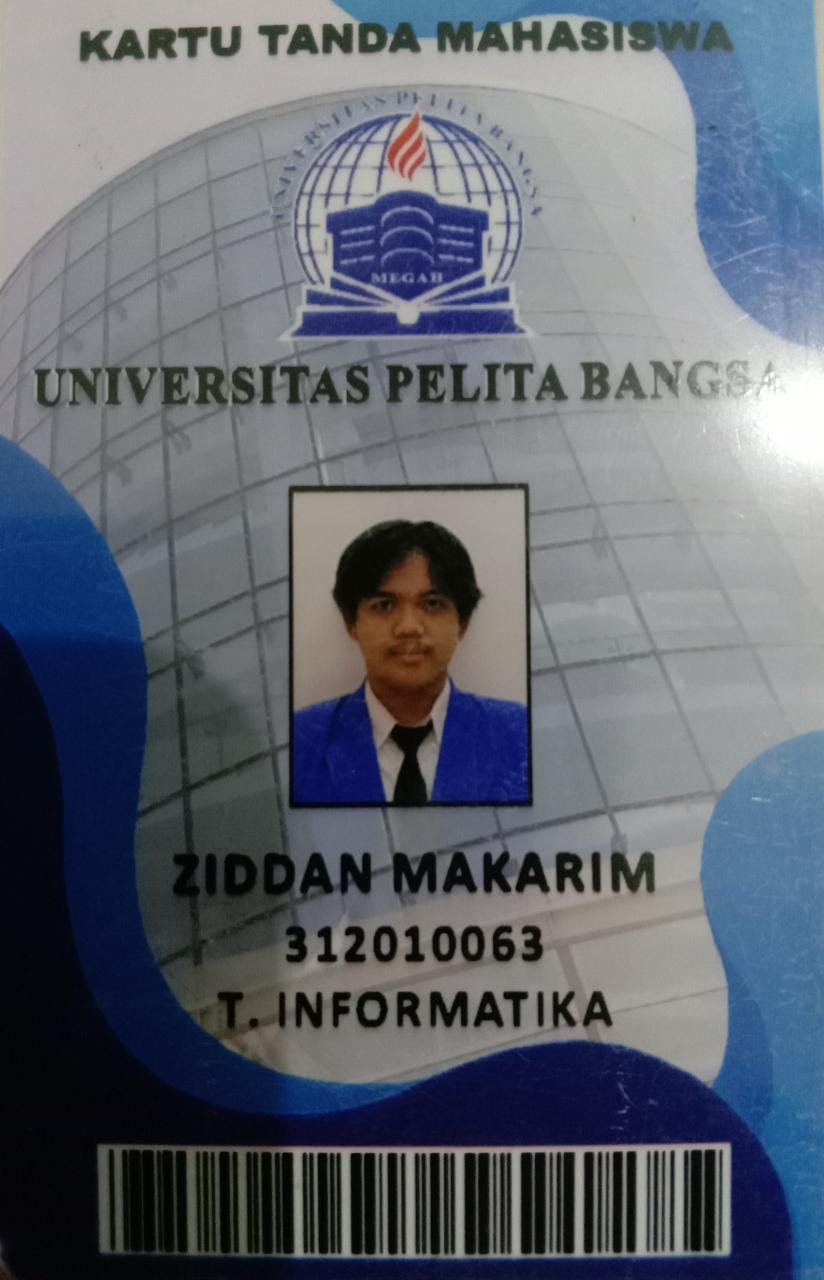 KARTU TANDA MAHASISWA
UNIVERSITAS PELITA BANGSA
MEGAH
UNIVERSITAS PELITA BANGSA
ZIDDAN MAKARIM
312010063
T. INFORMATIKA